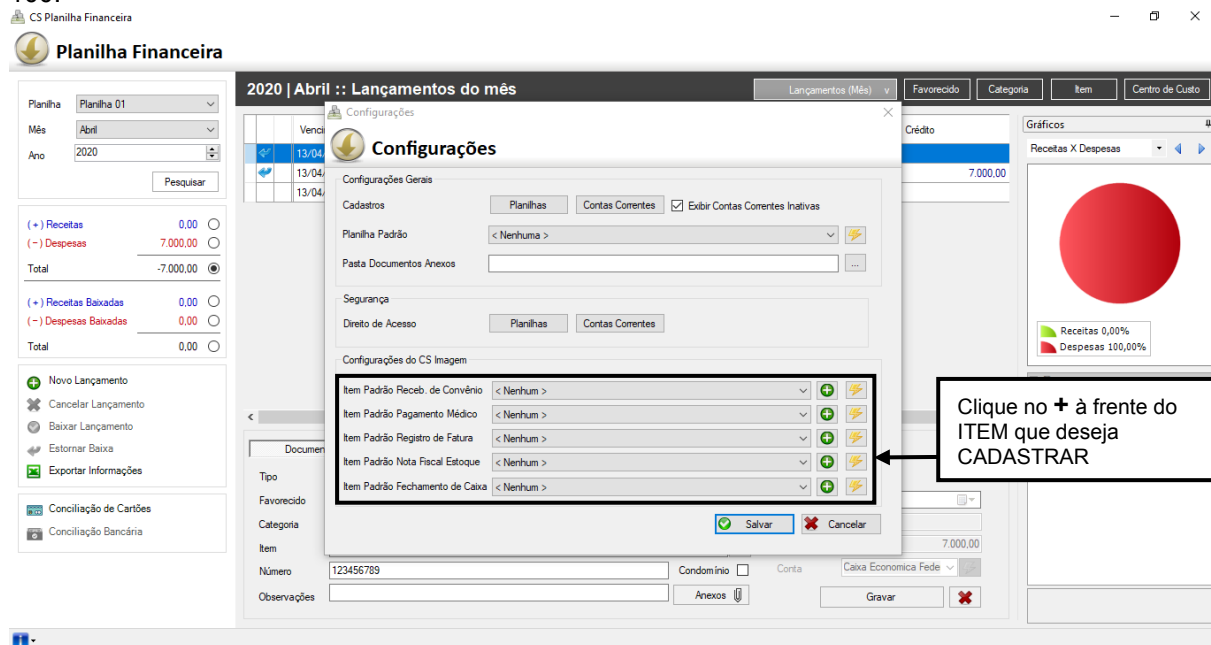 CS Planilha Financeira
Planilha Financeira
Planilha Planilha 01
Mês Abril
Ano 2020
Pesquisar
(+) Receitas 0,00
(-) Despesas 7.000,00
Total -7.000,00
(+) Receitas Baixadas 0,00
(-) Despesas Baixadas 0,00
Total 0,00
Novo Lançamento
Cancelar Lançamento
Baixar Lançamento
Estornar Baixa
Exportar Informações
Conciliação de Cartões
Conciliação Bancária
2020 | Abril :: Lançamentos do mês
Lançamentos (Mês) v
Favorecido
Categoria
Item
Centro de Custo
Crédito
13/04/
13/04/ 7.000,00
13/04/
Configurações
Configurações
Configurações Gerais
Cadastros Planilhas Contas Correntes Exibir Contas Correntes Inativas
Planilha Padrão < Nenhuma >
Pasta Documentos Anexos ...
Segurança
Direito de Acesso Planilhas Contas Correntes
Configurações do CS Imagem
Item Padrão Receb. de Convênio < Nenhum >
Item Padrão Pagamento Médico < Nenhum >
Item Padrão Registro de Fatura < Nenhum >
Item Padrão Nota Fiscal Estoque < Nenhum >
Item Padrão Fechamento de Caixa < Nenhum >
Salvar Cancelar
Clique no + à frente do
ITEM que deseja
CADASTRAR
Gráficos
Receitas X Despesas
Receitas 0,00%
Despesas 100,00%
Tipo
Favorecido
Categoria
Item 7.000,00
Número 123456789 Condomínio Conta Caixa Economica Fede
Observações Anexos Gravar